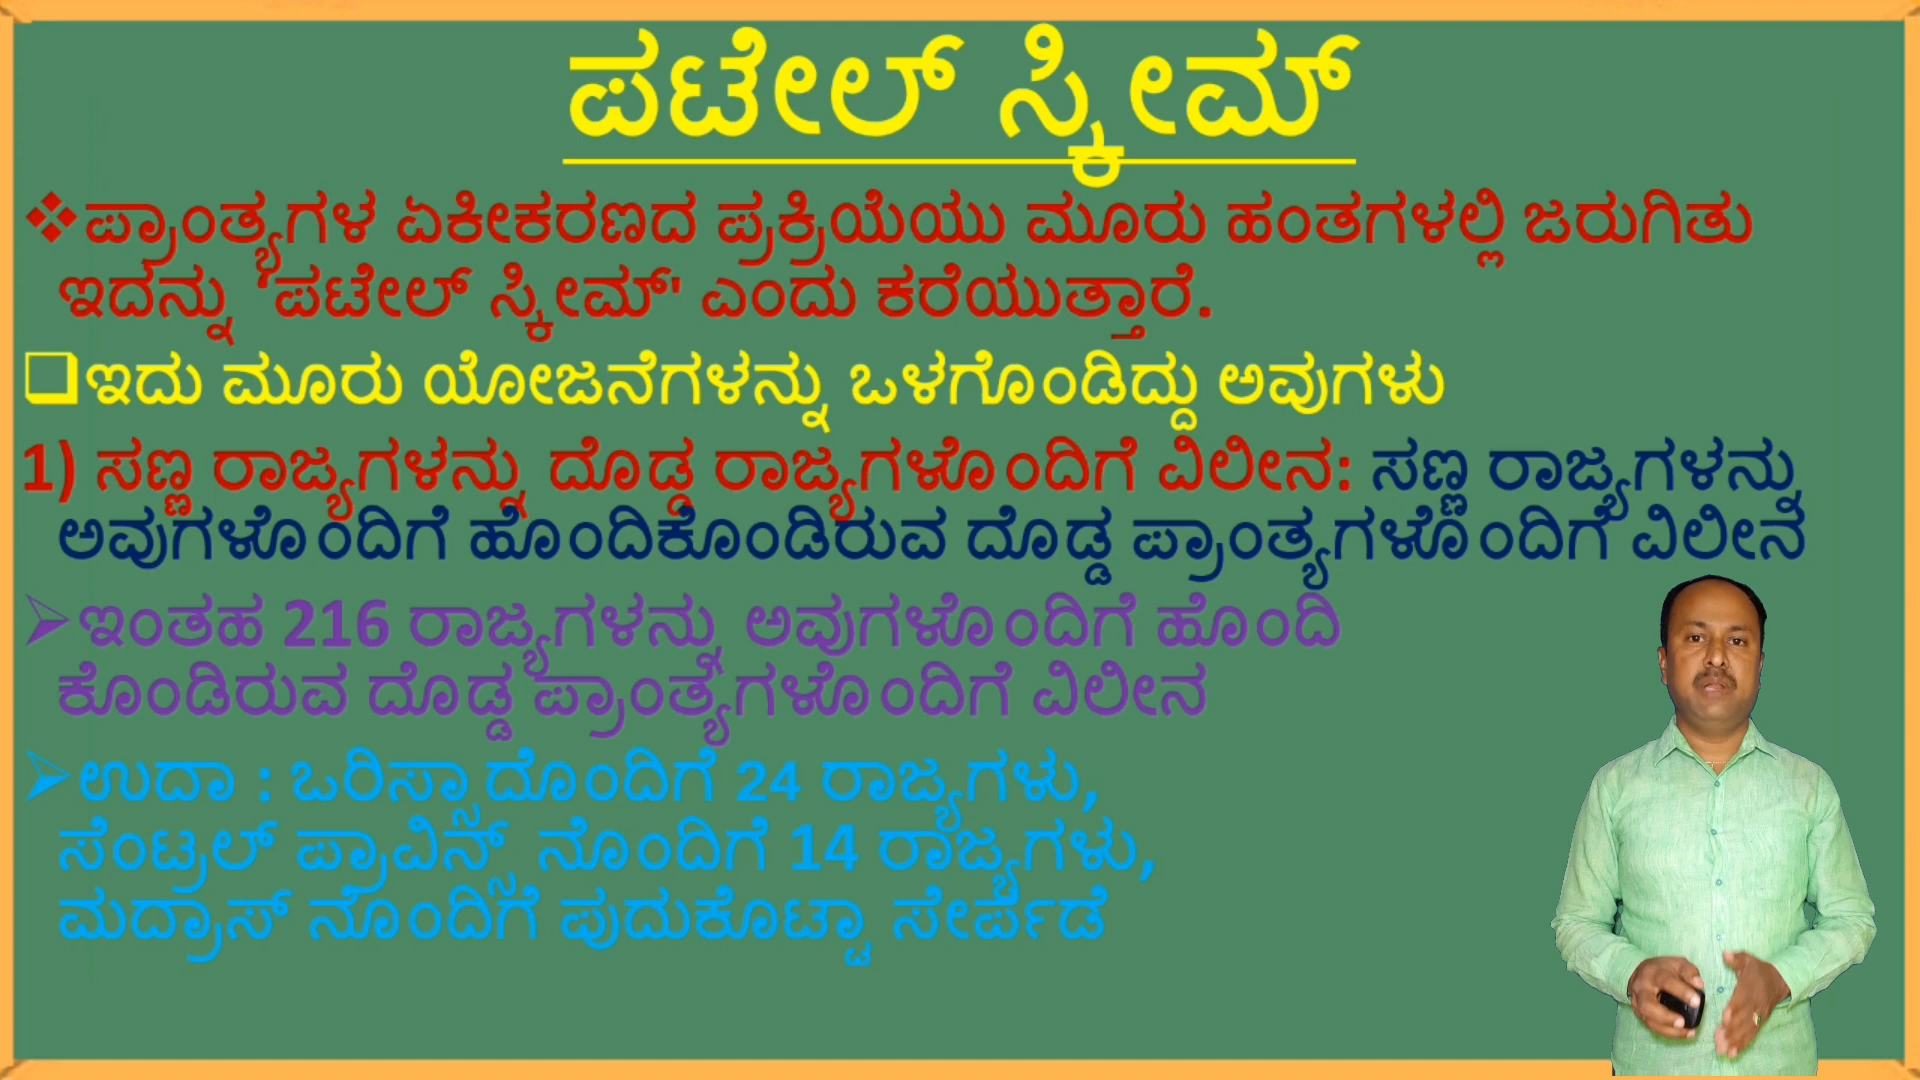 ಪಟೇಲ್ ಸ್ಕೀಮ್
❖ಪ್ರಾಂತ್ಯಗಳ ಏಕೀಕರಣದ ಪ್ರಕ್ರಿಯೆಯು ಮೂರು ಹಂತಗಳಲ್ಲಿ ಜರುಗಿತು
ಇದನ್ನು 'ಪಟೇಲ್ ಸ್ಕೀಮ್' ಎಂದು ಕರೆಯುತ್ತಾರೆ.
❑ಇದು ಮೂರು ಯೋಜನೆಗಳನ್ನು ಒಳಗೊಂಡಿದ್ದು ಅವುಗಳು
1) ಸಣ್ಣ ರಾಜ್ಯಗಳನ್ನು ದೊಡ್ಡ ರಾಜ್ಯಗಳೊಂದಿಗೆ ವಿಲೀನ: ಸಣ್ಣ ರಾಜ್ಯಗಳನ್ನು
ಅವುಗಳೊಂದಿಗೆ ಹೊಂದಿಕೊಂಡಿರುವ ದೊಡ್ಡ ಪ್ರಾಂತ್ಯಗಳೊಂದಿಗೆ ವಿಲೀನ
➢ಇಂತಹ 216 ರಾಜ್ಯಗಳನ್ನು ಅವುಗಳೊಂದಿಗೆ ಹೊಂದಿ
ಕೊಂಡಿರುವ ದೊಡ್ಡ ಪ್ರಾಂತ್ಯಗಳೊಂದಿಗೆ ವಿಲೀನ
➢ಉದಾ : ಒರಿಸ್ಸಾದೊಂದಿಗೆ 24 ರಾಜ್ಯಗಳು,
ಸೆಂಟ್ರಲ್ ಪ್ರಾವಿನ್ಸ್ ನೊಂದಿಗೆ 14 ರಾಜ್ಯಗಳು,
ಮದ್ರಾಸ್ ನೊಂದಿಗೆ ಪುದುಕೊಟ್ಟಾ ಸೇರ್ಪಡೆ